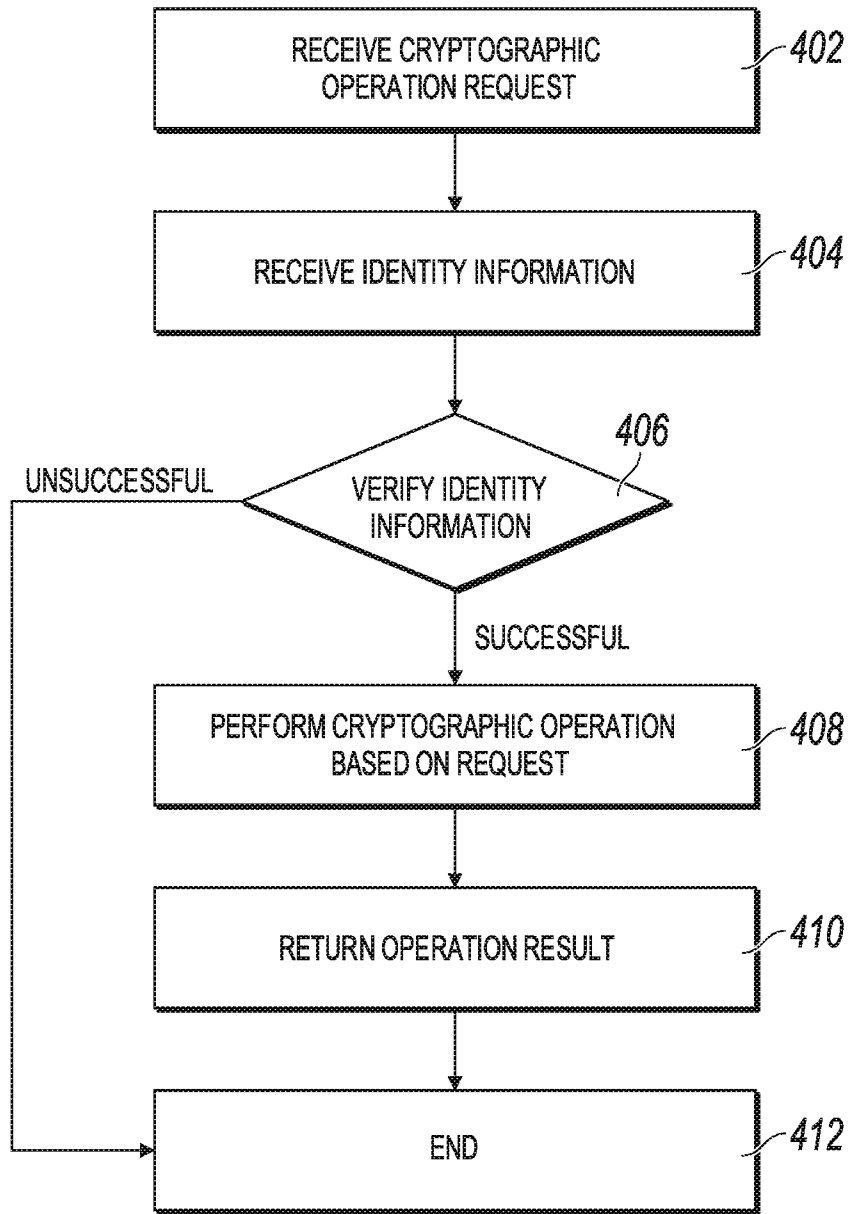 RECEIVE CRYPTOGRAPHIC
OPERATION REQUEST
402
RECEIVE IDENTITY INFORMATION
404
406
UNSUCCESSFUL
VERIFY IDENTITY
INFORMATION
SUCCESSFUL
PERFORM CRYPTOGRAPHIC OPERATION
BASED ON REQUEST
408
RETURN OPERATION RESULT
410
END
412